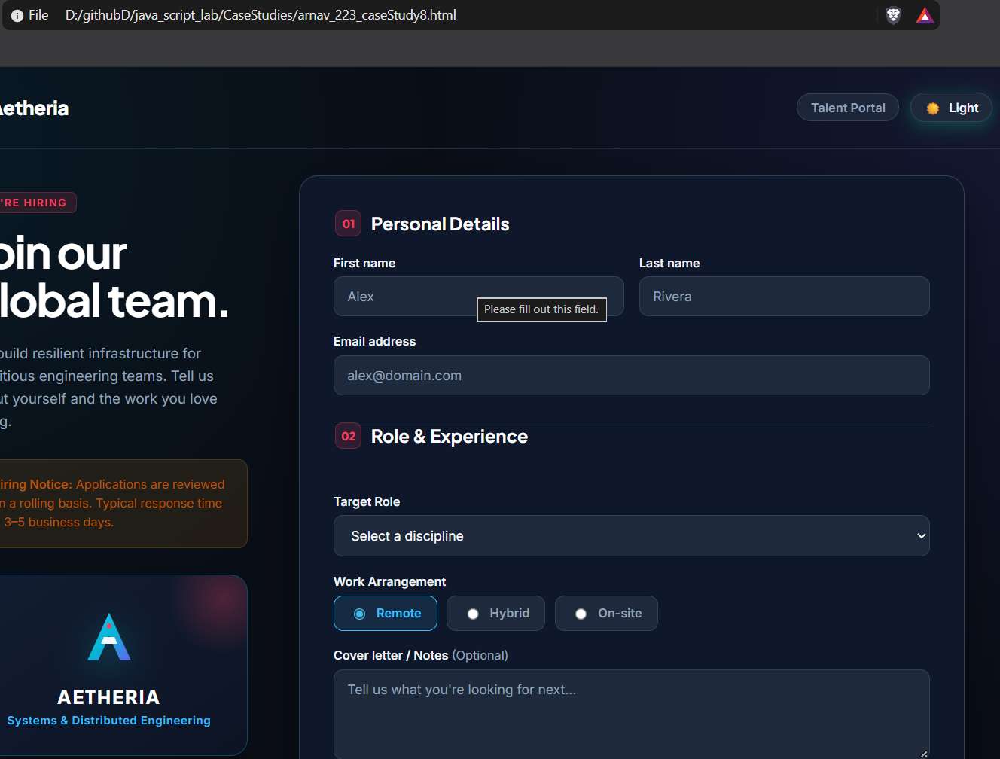 File D:/githubD/java_script_lab/CaseStudies/arnav_223_caseStudy8.html
Aetheria
Talent Portal
Light
'RE HIRING
oin our
lobal team.
build resilient infrastructure for
itious engineering teams. Tell us
ut yourself and the work you love
g.
iring Notice: Applications are reviewed
n a rolling basis. Typical response time
3–5 business days.
AETHERIA
Systems & Distributed Engineering
01 Personal Details
First name
Last name
Alex
Rivera
Please fill out this field.
Email address
alex@domain.com
02 Role & Experience
Target Role
Select a discipline
Work Arrangement
Remote
Hybrid
On-site
Cover letter / Notes (Optional)
Tell us what you're looking for next...